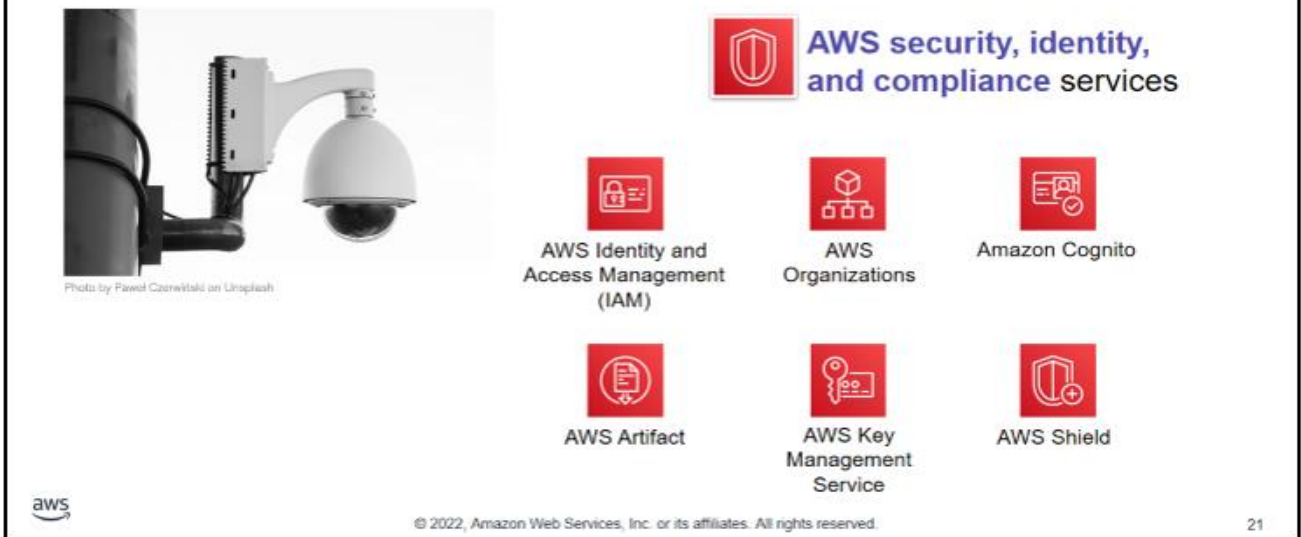 AWS security, identity,
and compliance services
Photo by Paweł Czerwiński on Unsplash
AWS Identity and
Access Management
(IAM)
AWS
Organizations
Amazon Cognito
AWS Artifact
AWS Key
Management
Service
AWS Shield
aws
© 2022, Amazon Web Services, Inc. or its affiliates. All rights reserved.
21